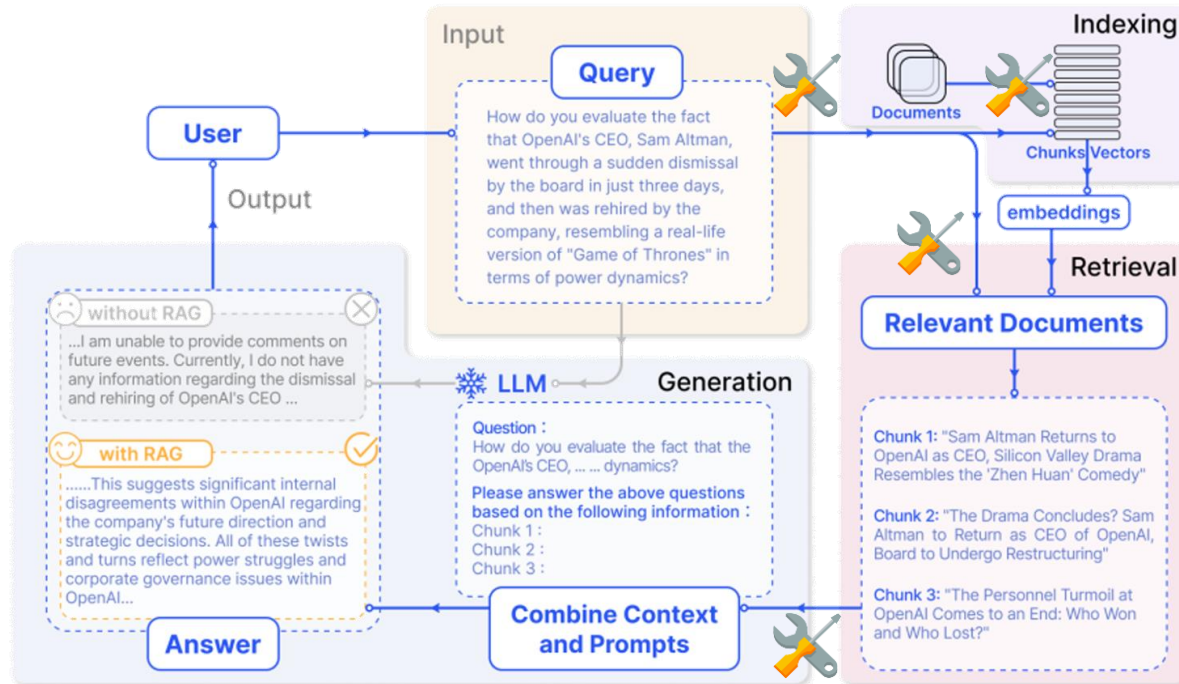 Input
Query
How do you evaluate the fact
that OpenAI's CEO, Sam Altman,
went through a sudden dismissal
by the board in just three days,
and then was rehired by the
company, resembling a real-life
version of "Game of Thrones" in
terms of power dynamics?
Indexing
Documents
Chunks Vectors
embeddings
User
Output
Retrieval
Relevant Documents
Chunk 1: "Sam Altman Returns to
OpenAI as CEO, Silicon Valley Drama
Resembles the 'Zhen Huan' Comedy"
Chunk 2: "The Drama Concludes? Sam
Altman to Return as CEO of OpenAI,
Board to Undergo Restructuring"
Chunk 3: "The Personnel Turmoil at
OpenAI Comes to an End: Who Won
and Who Lost?"
LLM
Generation
Question :
How do you evaluate the fact that the
OpenAI's CEO, ... ... dynamics?
Please answer the above questions
based on the following information :
Chunk 1 :
Chunk 2 :
Chunk 3 :
Combine Context
and Prompts
without RAG
...I am unable to provide comments on
future events. Currently, I do not have
any information regarding the dismissal
and rehiring of OpenAI's CEO ...
with RAG
......This suggests significant internal
disagreements within OpenAI regarding
the company's future direction and
strategic decisions. All of these twists
and turns reflect power struggles and
corporate governance issues within
OpenAI...
Answer